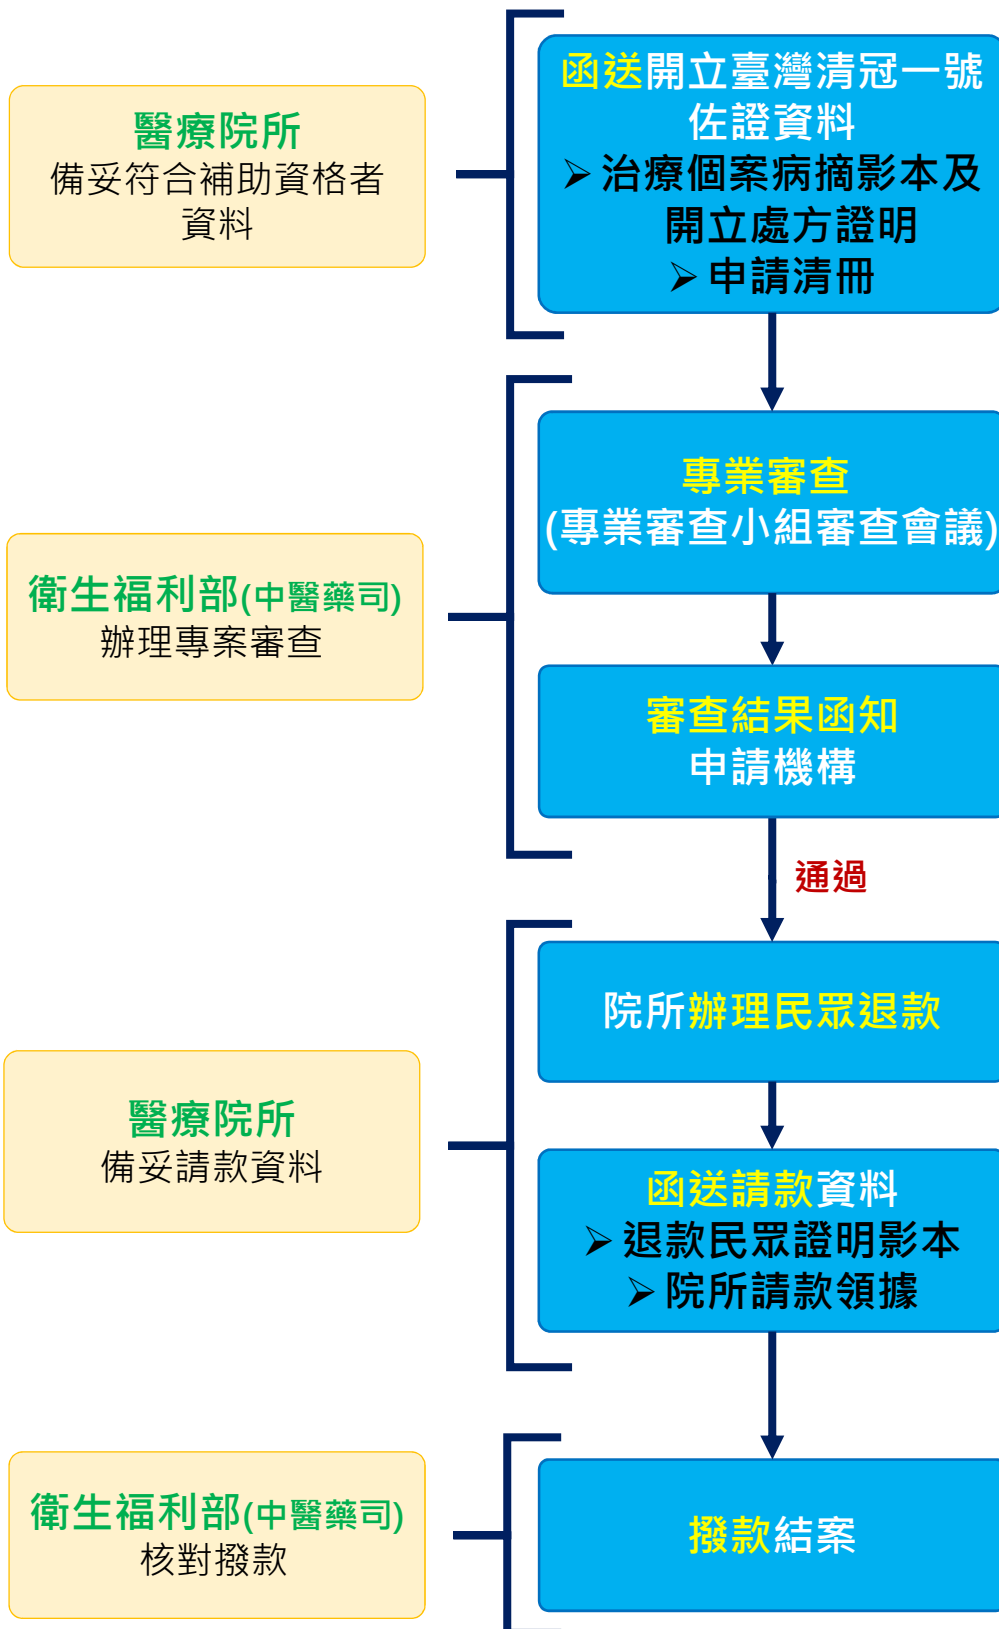 醫療院所
備妥符合補助資格者
資料
函送開立臺灣清冠一號
佐證資料
➢ 治療個案病摘影本及
開立處方證明
➢ 申請清冊
衛生福利部(中醫藥司)
辦理專案審查
專業審查
(專業審查小組審查會議)
審查結果函知
申請機構
通過
醫療院所
備妥請款資料
院所辦理民眾退款
函送請款資料
➢ 退款民眾證明影本
➢ 院所請款領據
衛生福利部(中醫藥司)
核對撥款
撥款結案